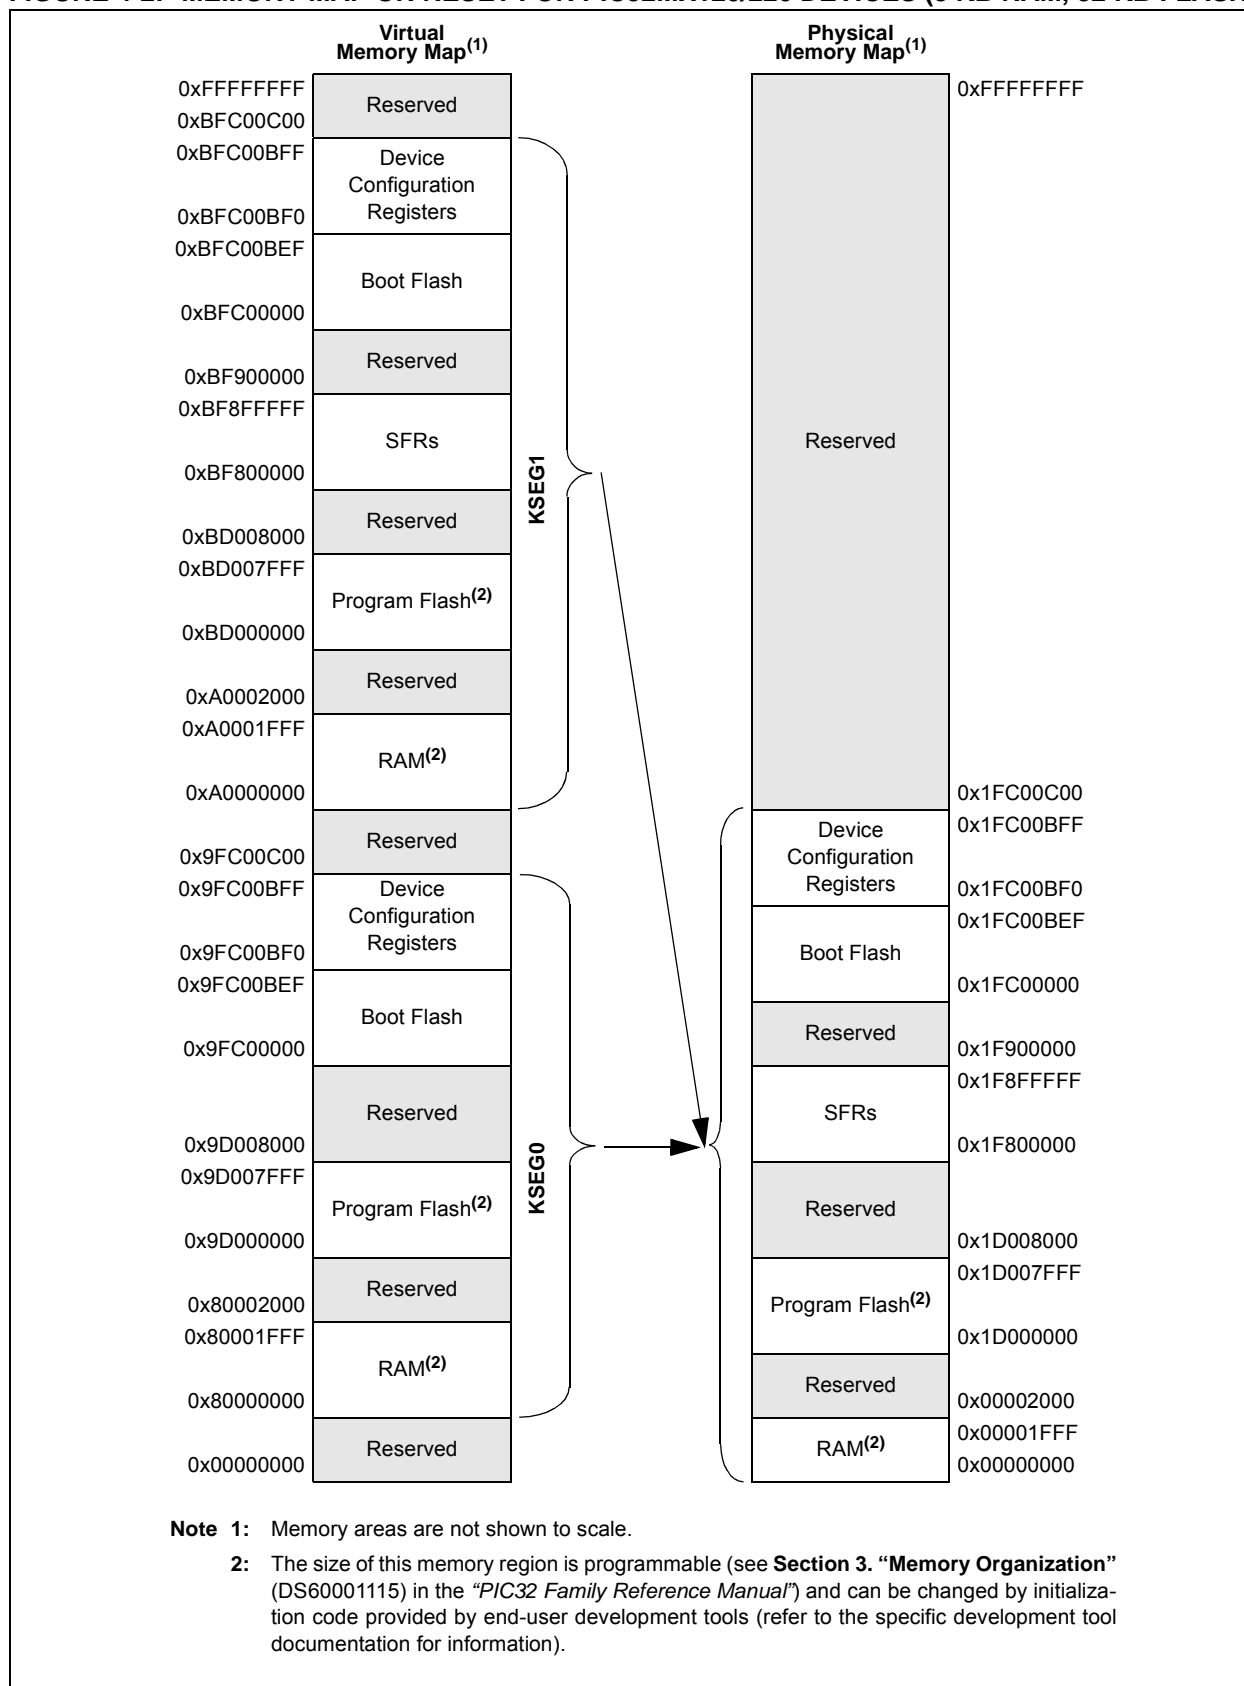 Virtual
Memory Map(1)
Physical
Memory Map(1)
0xFFFFFFFF
Reserved
0xBFC00C00
0xBFC00BFF
Device
Configuration
Registers
0xBFC00BF0
0xBFC00BEF
Boot Flash
0xBFC00000
Reserved
0xBF900000
0xBF8FFFFF
SFRs
0xBF800000
Reserved
0xBD008000
0xBD007FFF
Program Flash(2)
0xBD000000
Reserved
0xA0002000
0xA0001FFF
RAM(2)
0xA0000000
KSEG1
Reserved
0x9FC00C00
0x9FC00BFF
Device
Configuration
Registers
0x9FC00BF0
0x9FC00BEF
Boot Flash
0x9FC00000
Reserved
0x9D008000
0x9D007FFF
Program Flash(2)
0x9D000000
Reserved
0x80002000
0x80001FFF
RAM(2)
0x80000000
KSEG0
Reserved
0x00000000
0xFFFFFFFF
Reserved
0x1FC00C00
0x1FC00BFF
Device
Configuration
Registers
0x1FC00BF0
0x1FC00BEF
Boot Flash
0x1FC00000
Reserved
0x1F900000
0x1F8FFFFF
SFRs
0x1F800000
Reserved
0x1D008000
0x1D007FFF
Program Flash(2)
0x1D000000
Reserved
0x00002000
0x00001FFF
RAM(2)
0x00000000
Note 1: Memory areas are not shown to scale.
2: The size of this memory region is programmable (see Section 3. “Memory Organization”
(DS60001115) in the “PIC32 Family Reference Manual”) and can be changed by initializa-
tion code provided by end-user development tools (refer to the specific development tool
documentation for information).